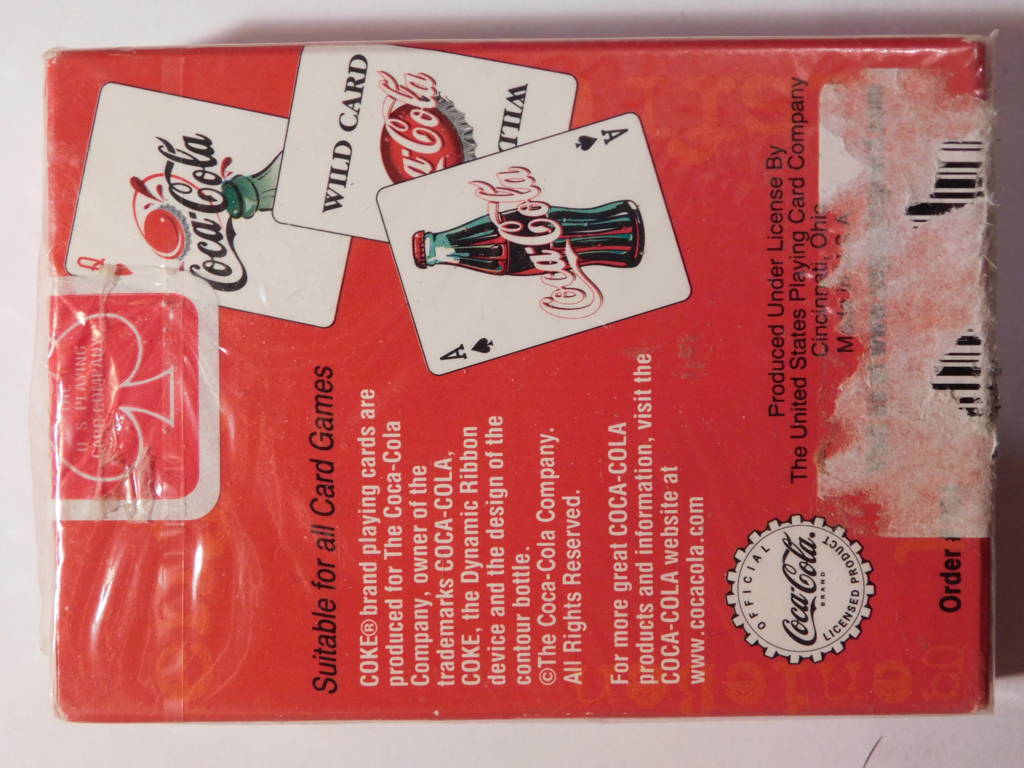 THE
U. S. PLAYING
CARD COMPANY
Q
Coca-Cola
WILD CARD
Coca-Cola
WILD
A
Coca-Cola
A
Suitable for all Card Games
COKE® brand playing cards are
produced for The Coca-Cola
Company, owner of the
trademarks COCA-COLA,
COKE, the Dynamic Ribbon
device and the design of the
contour bottle.
©The Coca-Cola Company.
All Rights Reserved.
For more great COCA-COLA
products and information, visit the
COCA-COLA website at
www.cocacola.com
OFFICIAL
Coca-Cola®
BRAND
LICENSED PRODUCT
Produced Under License By
The United States Playing Card Company
Cincinnati, Ohio
Made in U.S.A.
Order